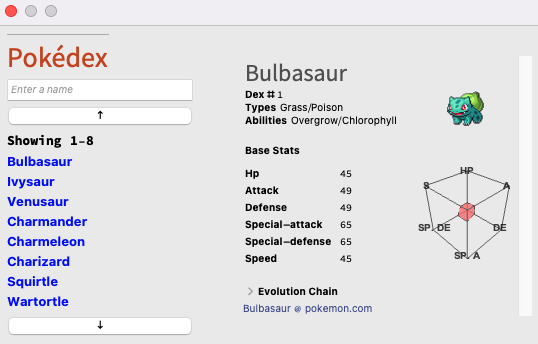 Pokédex
Enter a name
↑
Showing 1-8
Bulbasaur
Ivysaur
Venusaur
Charmander
Charmeleon
Charizard
Squirtle
Wartortle
↓
Bulbasaur
Dex # 1
Types Grass/Poison
Abilities Overgrow/Chlorophyll
Base Stats
Hp 45
Attack 49
Defense 49
Special-attack 65
Special-defense 65
Speed 45
HP
S A
SP. DE DE
SP. A
Evolution Chain
Bulbasaur @ pokemon.com